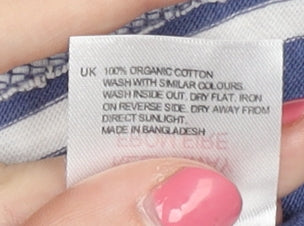 UK 100% ORGANIC COTTON
WASH WITH SIMILAR COLOURS.
WASH INSIDE OUT. DRY FLAT. IRON
ON REVERSE SIDE. DRY AWAY FROM
DIRECT SUNLIGHT.
MADE IN BANGLADESH